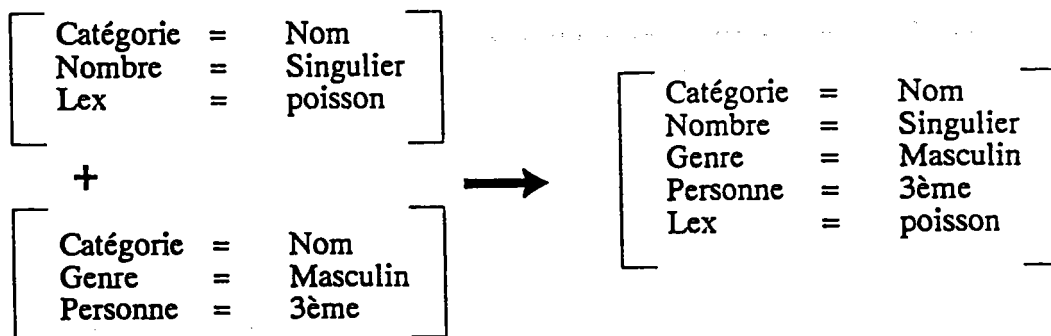 Catégorie = Nom
Nombre = Singulier
Lex = poisson
+
Catégorie = Nom
Genre = Masculin
Personne = 3ème
Catégorie = Nom
Nombre = Singulier
Genre = Masculin
Personne = 3ème
Lex = poisson